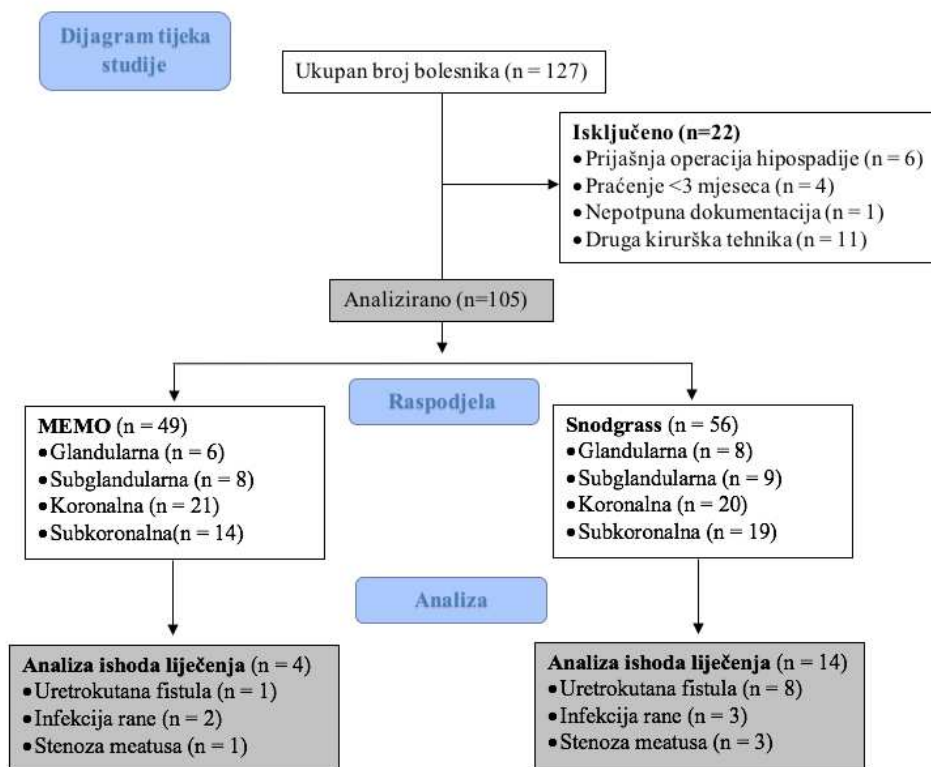 Dijagram tijeka
studije
Ukupan broj bolesnika (n = 127)
Isključeno (n=22)
•Prijašnja operacija hipospadije (n = 6)
•Praćenje <3 mjeseca (n = 4)
•Nepotpuna dokumentacija (n = 1)
•Druga kirurška tehnika (n = 11)
Analizirano (n=105)
Raspodjela
MEMO (n = 49)
•Glandularna (n = 6)
•Subglandularna (n = 8)
•Koronalna (n = 21)
•Subkoronalna(n = 14)
Snodgrass (n = 56)
•Glandularna (n = 8)
•Subglandularna (n = 9)
•Koronalna (n = 20)
•Subkoronalna (n = 19)
Analiza
Analiza ishoda liječenja (n = 4)
•Uretrokutana fistula (n = 1)
•Infekcija rane (n = 2)
•Stenoza meatusa (n = 1)
Analiza ishoda liječenja (n = 14)
•Uretrokutana fistula (n = 8)
•Infekcija rane (n = 3)
•Stenoza meatusa (n = 3)